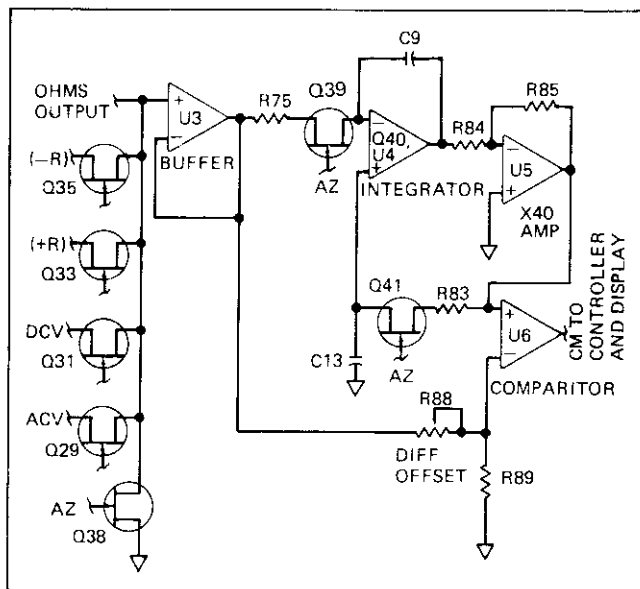 C9
OHMS
OUTPUT
+
U3
−
BUFFER
R75
Q39
AZ
−
Q40,
U4
+
INTEGRATOR
R84
R85
−
U5
+
X40
AMP
(−R)
Q35
(+R)
Q33
DCV
Q31
ACV
Q29
AZ
Q38
Q41
AZ
R83
C13
+
U6
−
COMPARITOR
CM TO
CONTROLLER
AND DISPLAY
R88
DIFF
OFFSET
R89